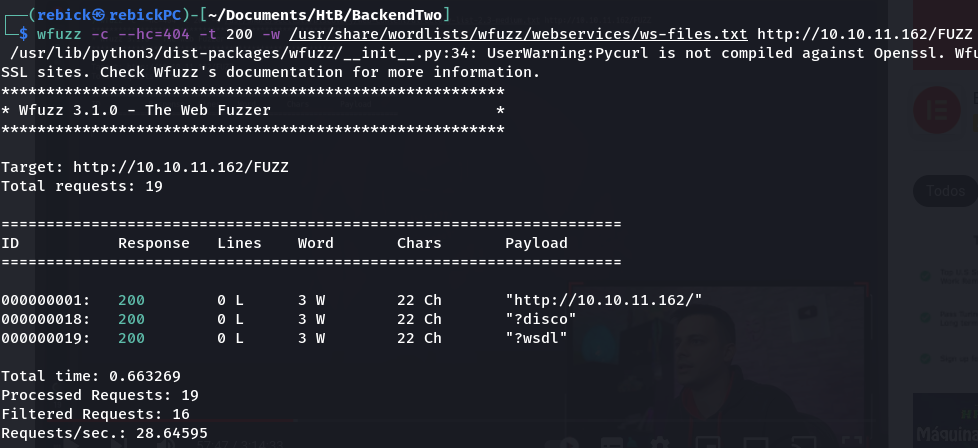 ┌──(rebick㉿rebickPC)-[~/Documents/HtB/BackendTwo]
└─$ wfuzz -c --hc=404 -t 200 -w /usr/share/wordlists/wfuzz/webservices/ws-files.txt http://10.10.11.162/FUZZ
/usr/lib/python3/dist-packages/wfuzz/__init__.py:34: UserWarning:Pycurl is not compiled against Openssl. Wfu
SSL sites. Check Wfuzz's documentation for more information.
********************************************************
* Wfuzz 3.1.0 - The Web Fuzzer                         *
********************************************************
Target: http://10.10.11.162/FUZZ
Total requests: 19
=====================================================================
ID           Response   Lines    Word       Chars       Payload
=====================================================================
000000001:   200        0 L      3 W        22 Ch       "http://10.10.11.162/"
000000018:   200        0 L      3 W        22 Ch       "?disco"
000000019:   200        0 L      3 W        22 Ch       "?wsdl"
Total time: 0.663269
Processed Requests: 19
Filtered Requests: 16
Requests/sec.: 28.64595
Todos
Máquina